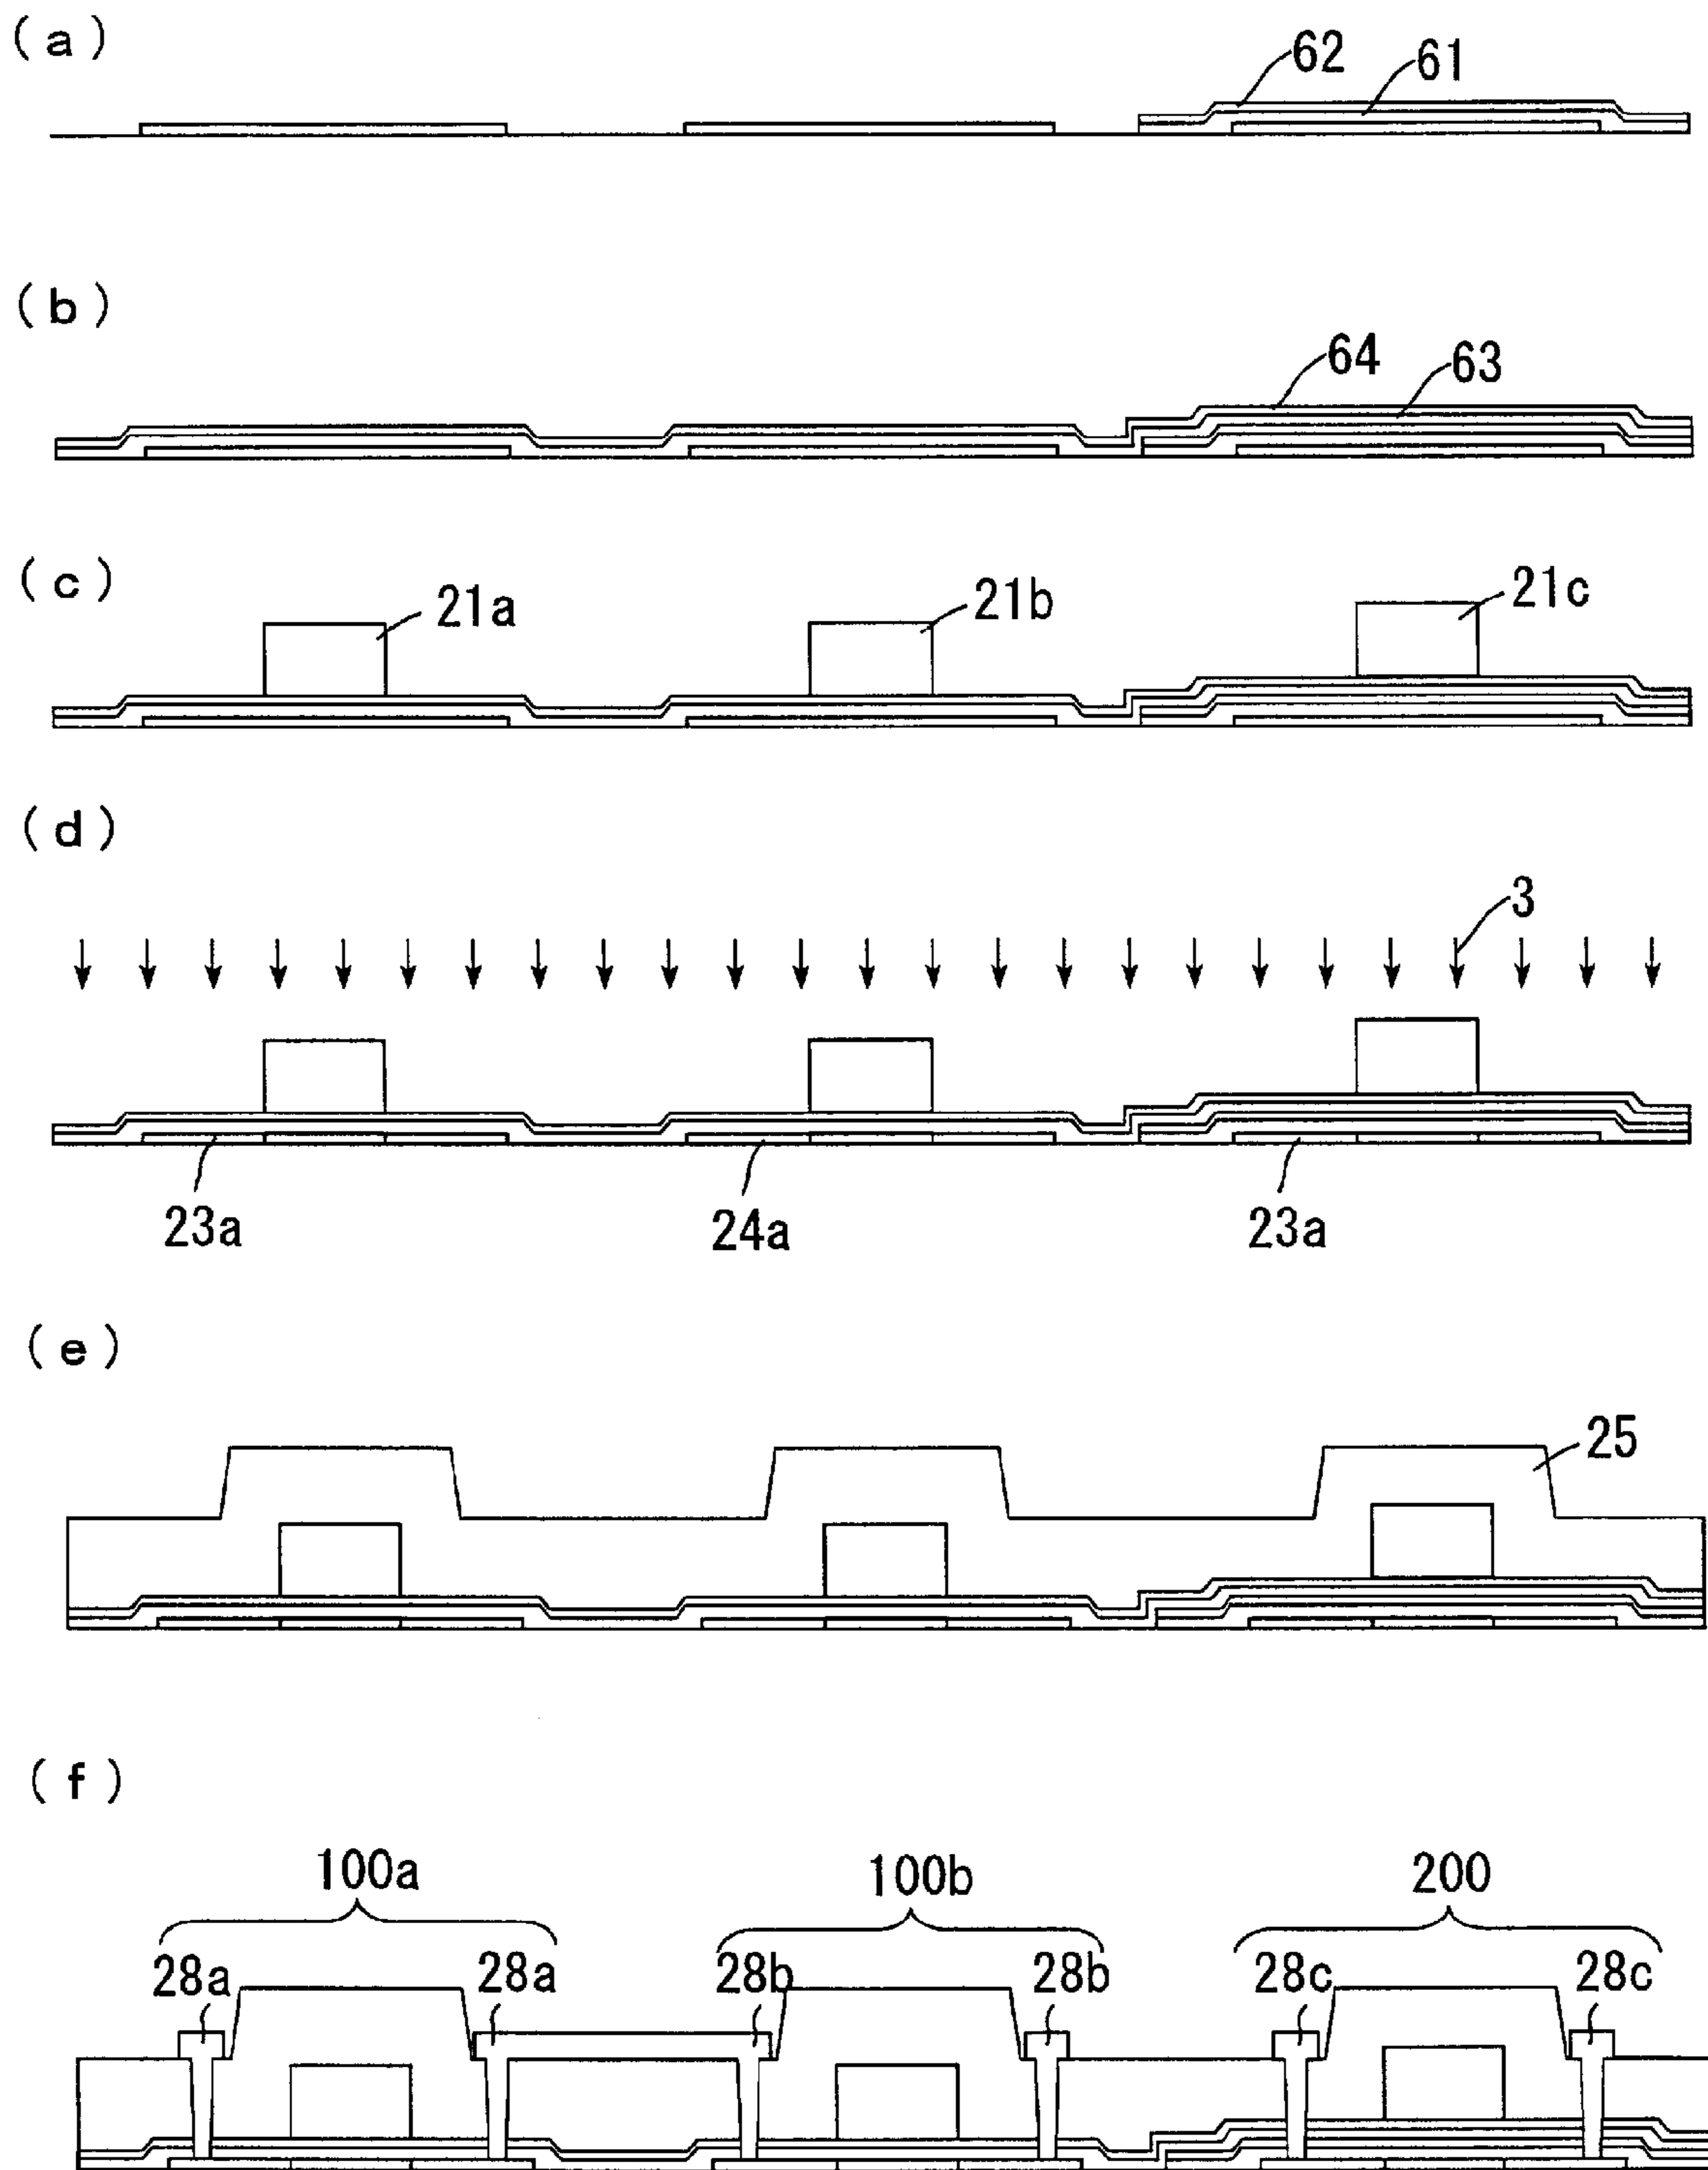 ( a )
62
61
( b )
64
63
( c )
21a
21b
21c
( d )
3
23a
24a
23a
( e )
25
( f )
100a
100b
200
28a
28a
28b
28b
28c
28c